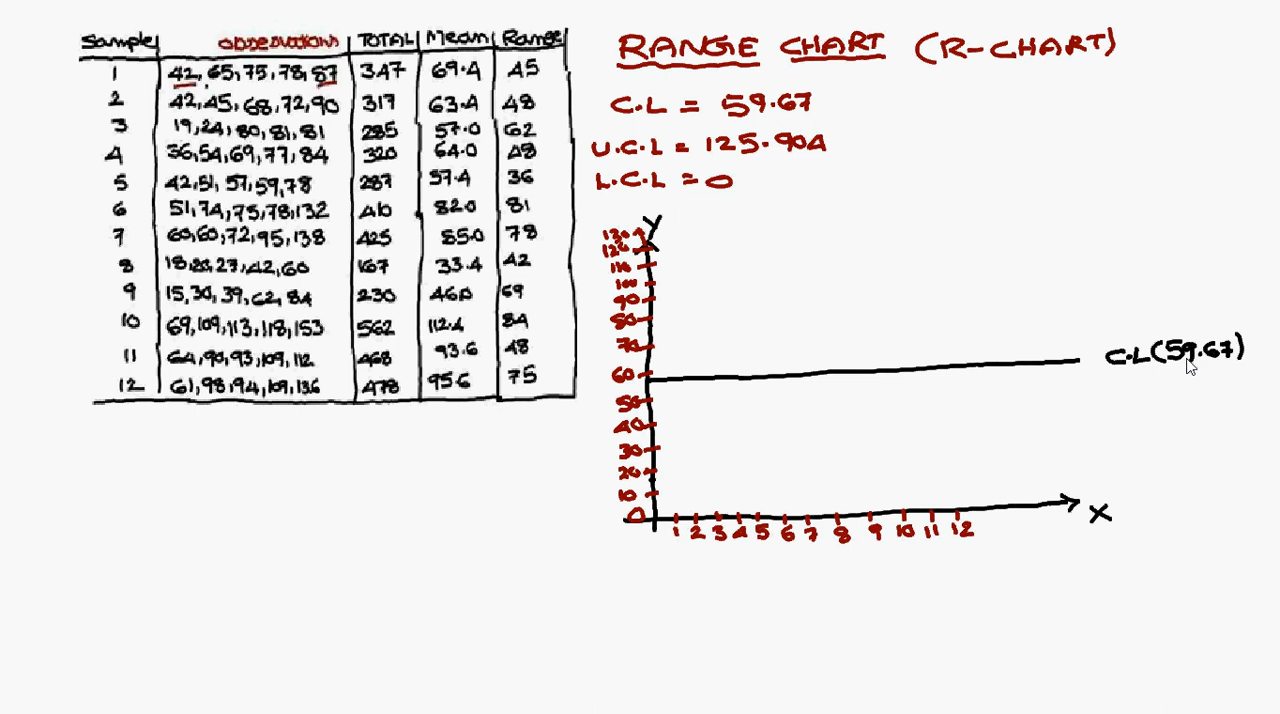 Sample observations TOTAL Mean Range
1 42, 65, 75, 78, 87 347 69.4 45
2 42, 45, 68, 72, 90 317 63.4 48
3 19, 24, 80, 81, 81 285 57.0 62
4 36, 54, 69, 77, 84 320 64.0 48
5 42, 51, 57, 59, 78 287 57.4 36
6 51, 74, 75, 78, 132 410 82.0 81
7 60, 60, 72, 95, 138 425 85.0 78
8 18, 20, 27, 42, 60 167 33.4 42
9 15, 30, 39, 62, 84 230 46.0 69
10 69, 109, 113, 118, 153 562 112.4 84
11 64, 90, 93, 109, 112 468 93.6 48
12 61, 98, 94, 109, 136 478 95.6 75
RANGE CHART (R-CHART)
C.L = 59.67
U.C.L = 125.904
L.C.L = 0
Y
130
120
110
100
90
80
70
C.L (59.67)
60
50
40
30
20
10
0
X
1 2 3 4 5 6 7 8 9 10 11 12